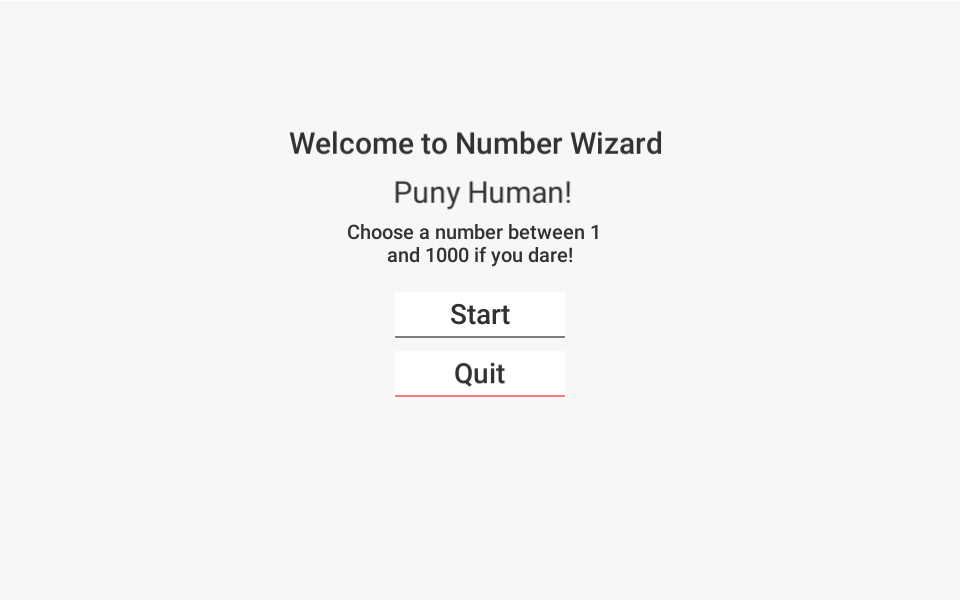 Welcome to Number Wizard
Puny Human!
Choose a number between 1
and 1000 if you dare!
Start
Quit